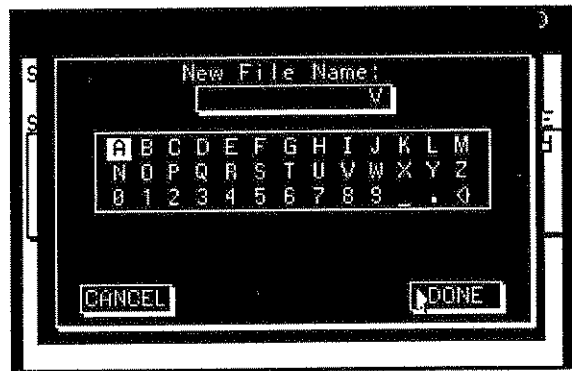 New File Name:
V
A B C D E F G H I J K L M
N O P Q R S T U V W X Y Z
0 1 2 3 4 5 6 7 8 9 _ . ◁
CANCEL DONE